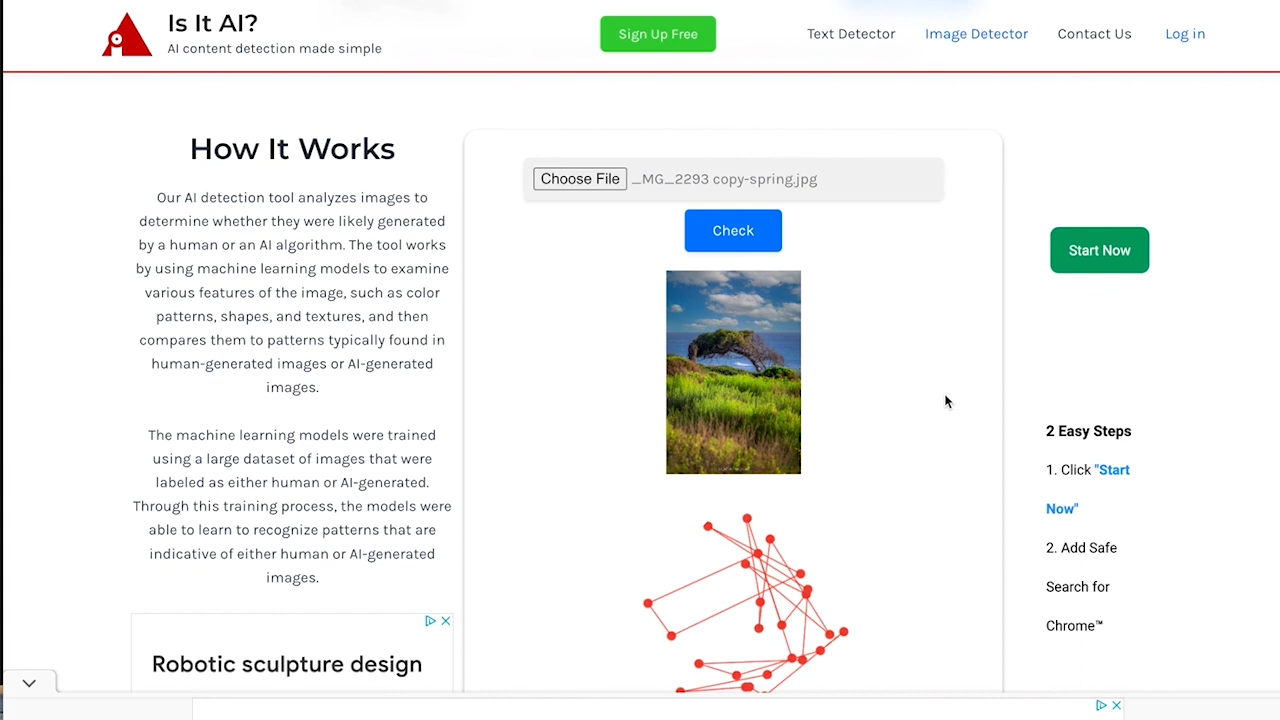 Is It AI?
AI content detection made simple
Sign Up Free
Text Detector
Image Detector
Contact Us
Log in
How It Works
Our AI detection tool analyzes images to
determine whether they were likely generated
by a human or an AI algorithm. The tool works
by using machine learning models to examine
various features of the image, such as color
patterns, shapes, and textures, and then
compares them to patterns typically found in
human-generated images or AI-generated
images.
The machine learning models were trained
using a large dataset of images that were
labeled as either human or AI-generated.
Through this training process, the models were
able to learn to recognize patterns that are
indicative of either human or AI-generated
images.
Robotic sculpture design
Choose File _MG_2293 copy-spring.jpg
Check
Start Now
2 Easy Steps
1. Click "Start
Now"
2. Add Safe
Search for
Chrome™